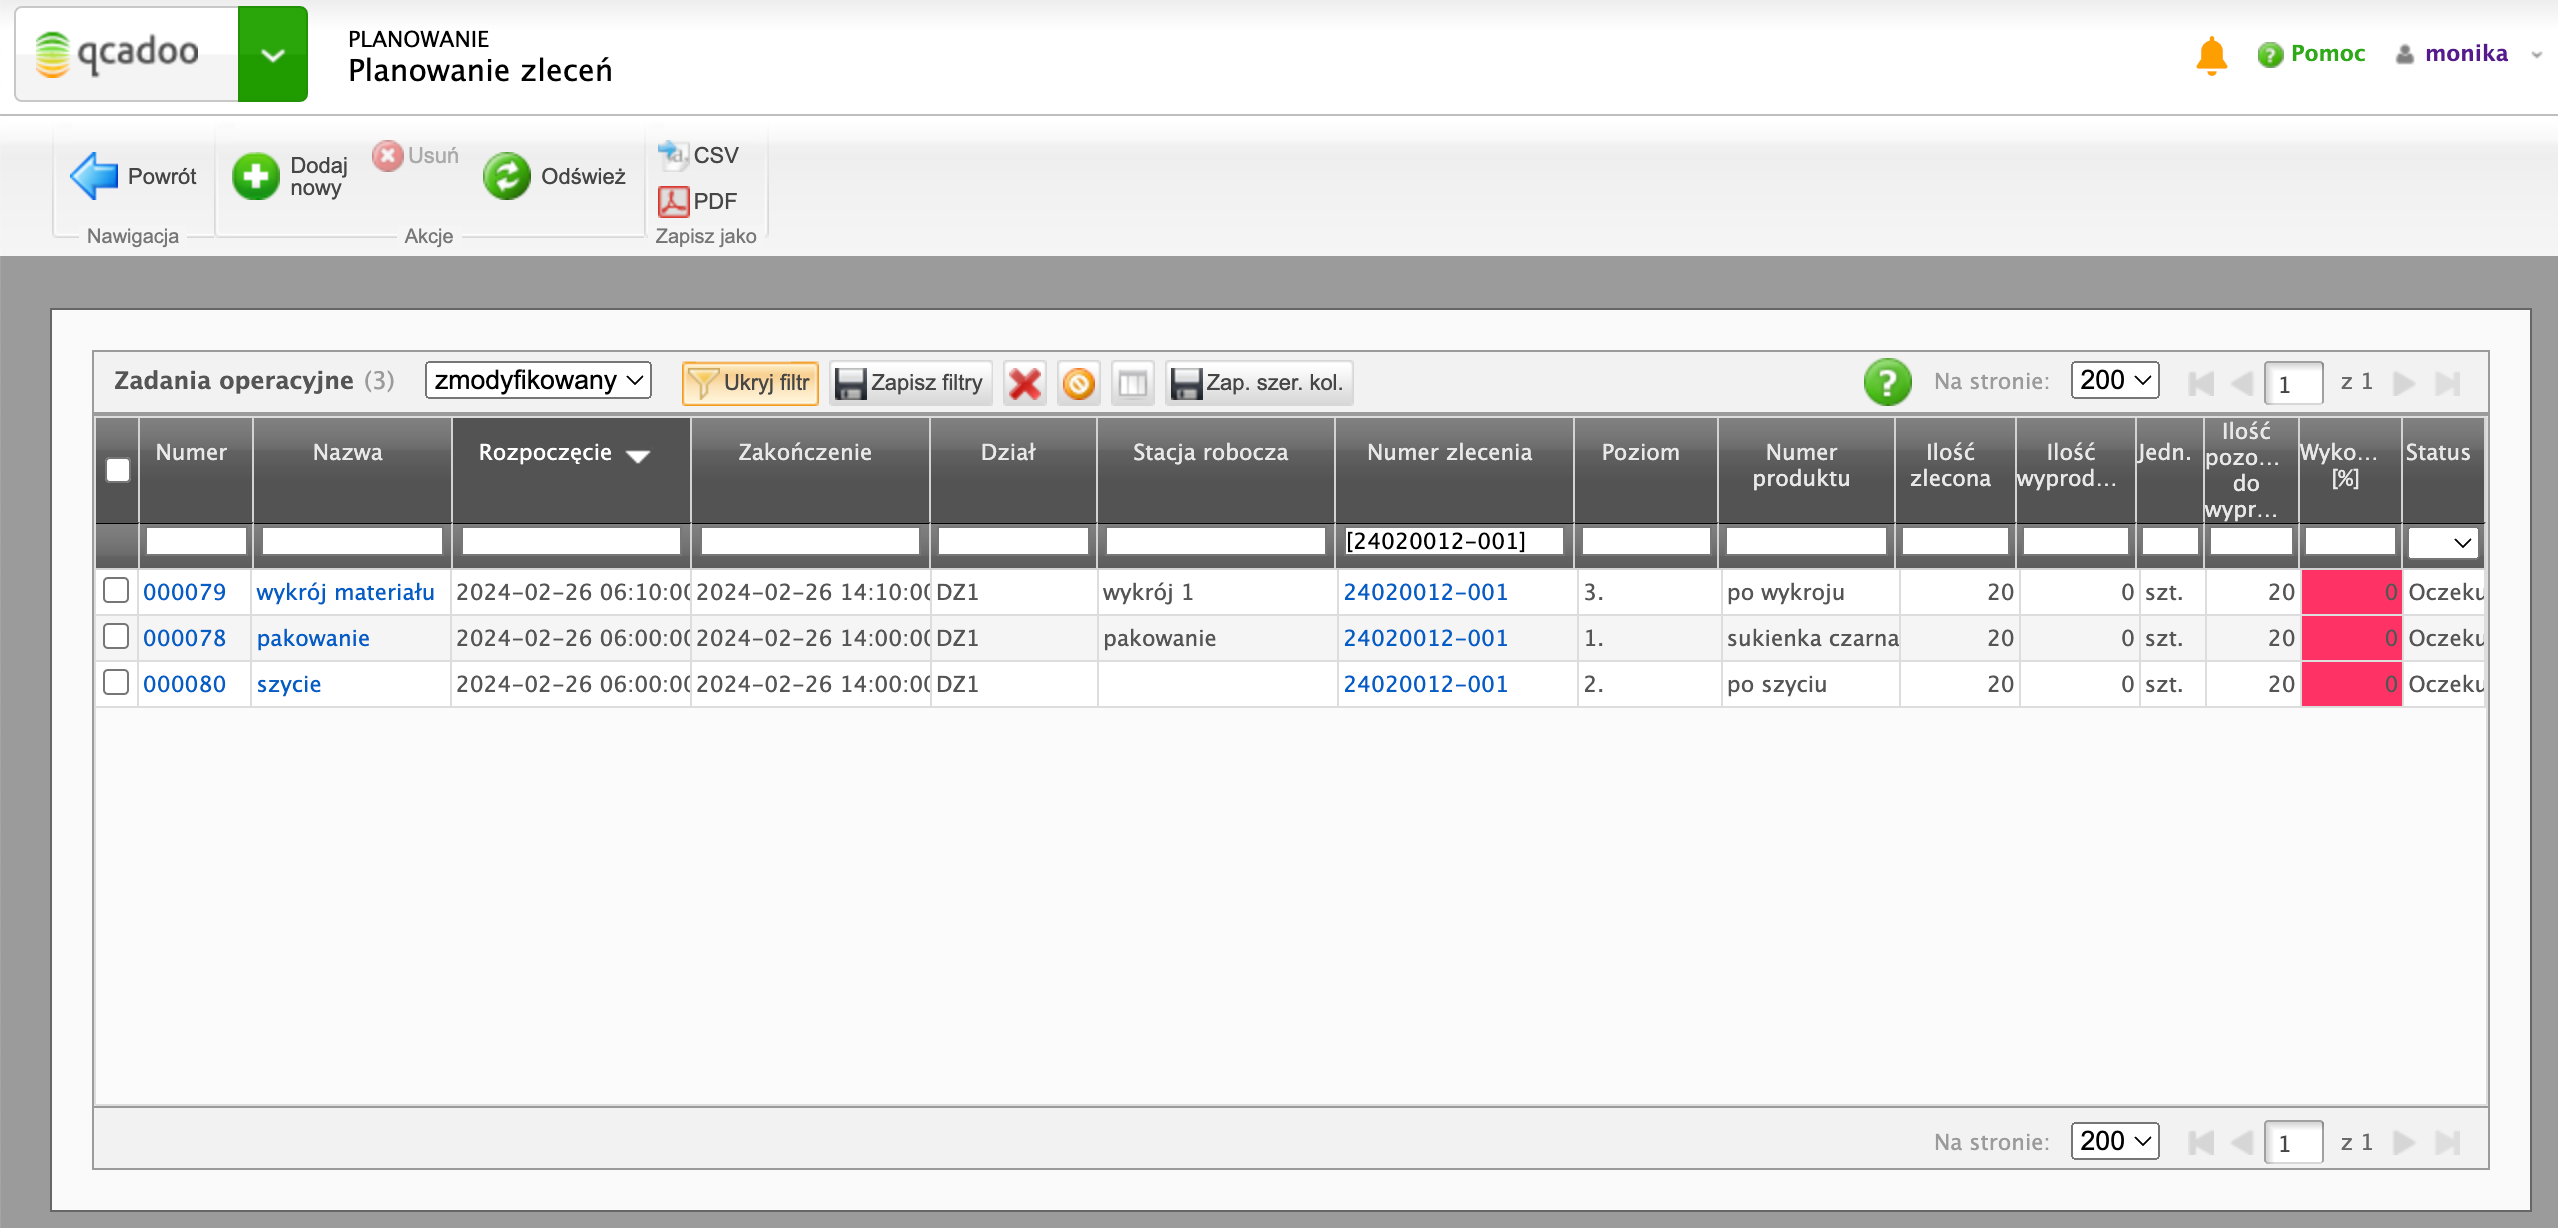 qcadoo
PLANOWANIE
Planowanie zleceń
Pomoc
monika
Powrót
Dodaj nowy
Usuń
Odśwież
CSV
PDF
Nawigacja
Akcje
Zapisz jako
Zadania operacyjne (3)
zmodyfikowany
Ukryj filtr
Zapisz filtry
Zap. szer. kol.
?
Na stronie:
200
1
z 1
Numer
Nazwa
Rozpoczęcie
Zakończenie
Dział
Stacja robocza
Numer zlecenia
Poziom
Numer produktu
Ilość zlecona
Ilość wyprod...
Jedn.
Ilość pozo... do wypr...
Wyko... [%]
Status
[24020012-001]
000079 wykrój materiału 2024-02-26 06:10:00 2024-02-26 14:10:00 DZ1 wykrój 1 24020012-001 3. po wykroju 20 0 szt. 20 0 Oczeku
000078 pakowanie 2024-02-26 06:00:00 2024-02-26 14:00:00 DZ1 pakowanie 24020012-001 1. sukienka czarna 20 0 szt. 20 0 Oczeku
000080 szycie 2024-02-26 06:00:00 2024-02-26 14:00:00 DZ1 24020012-001 2. po szyciu 20 0 szt. 20 0 Oczeku
Na stronie:
200
1
z 1